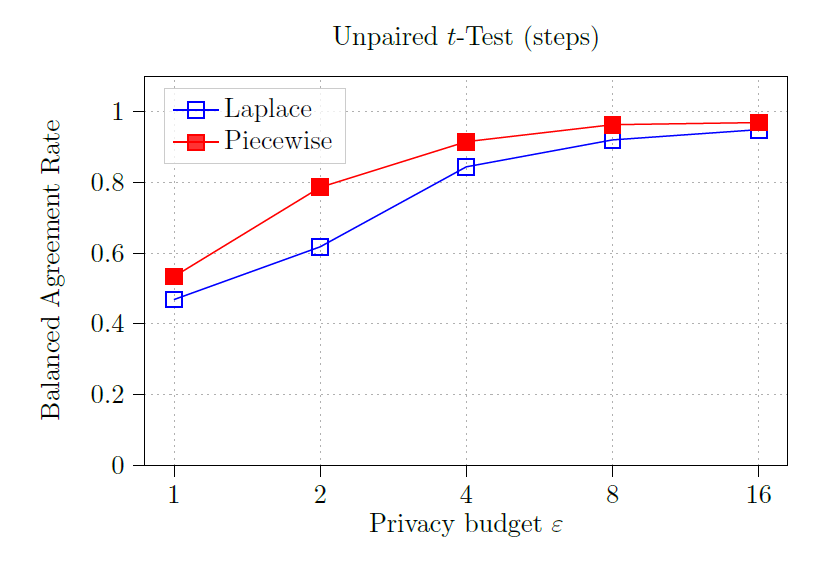 Unpaired t-Test (steps)
Laplace
Piecewise
Balanced Agreement Rate
1
0.8
0.6
0.4
0.2
0
1 2 4 8 16
Privacy budget ε